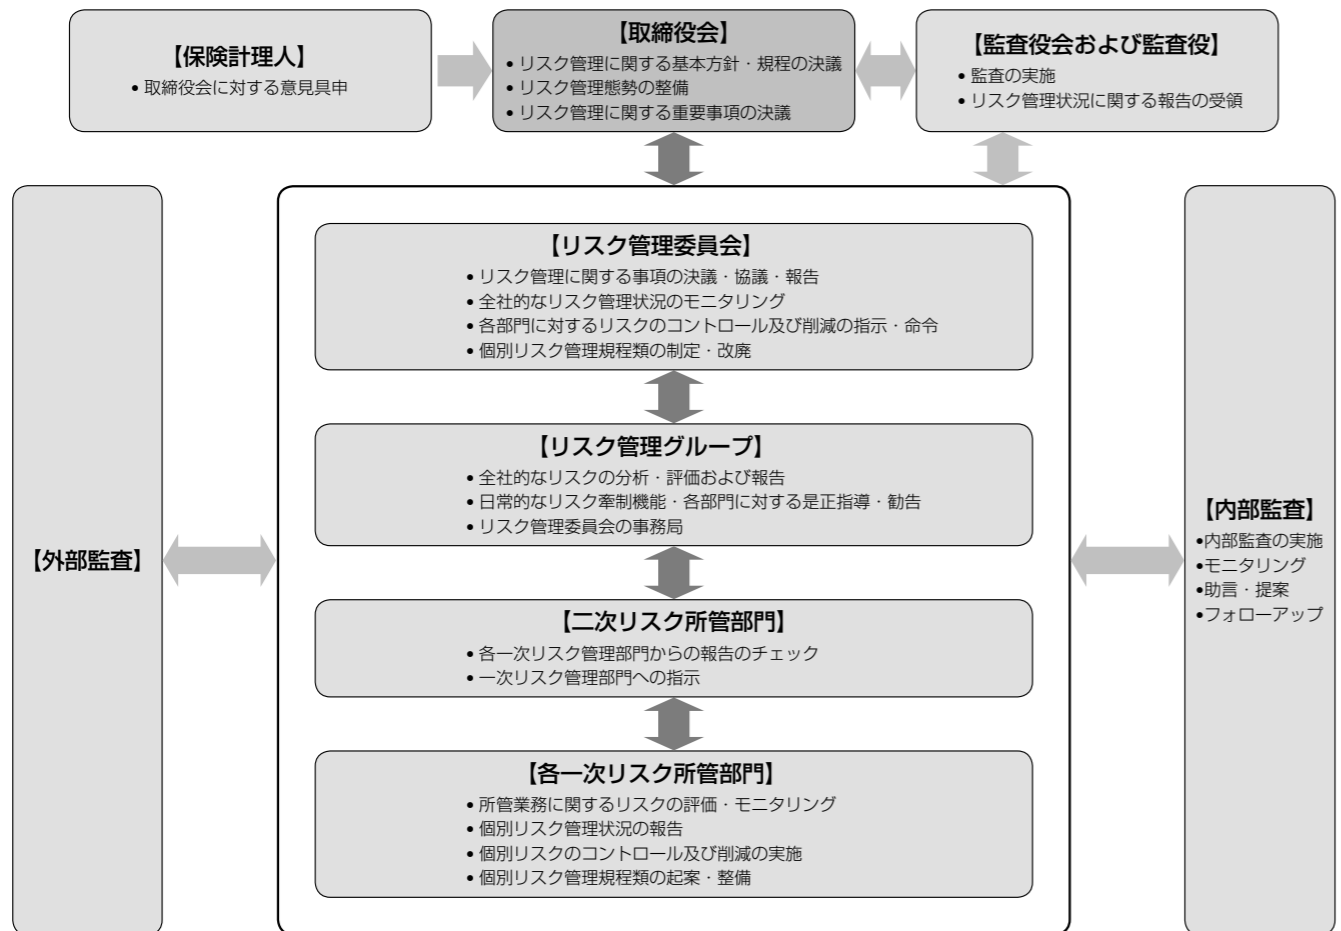 【保険計理人】
• 取締役会に対する意見具申
【取締役会】
• リスク管理に関する基本方針・規程の決議
• リスク管理態勢の整備
• リスク管理に関する重要事項の決議
【監査役会および監査役】
• 監査の実施
• リスク管理状況に関する報告の受領
【外部監査】
【リスク管理委員会】
• リスク管理に関する事項の決議・協議・報告
• 全社的なリスク管理状況のモニタリング
• 各部門に対するリスクのコントロール及び削減の指示・命令
• 個別リスク管理規程類の制定・改廃
【リスク管理グループ】
• 全社的なリスクの分析・評価および報告
• 日常的なリスク牽制機能・各部門に対する是正指導・勧告
• リスク管理委員会の事務局
【二次リスク所管部門】
• 各一次リスク管理部門からの報告のチェック
• 一次リスク管理部門への指示
【各一次リスク所管部門】
• 所管業務に関するリスクの評価・モニタリング
• 個別リスク管理状況の報告
• 個別リスクのコントロール及び削減の実施
• 個別リスク管理規程類の起案・整備
【内部監査】
•内部監査の実施
•モニタリング
•助言・提案
•フォローアップ